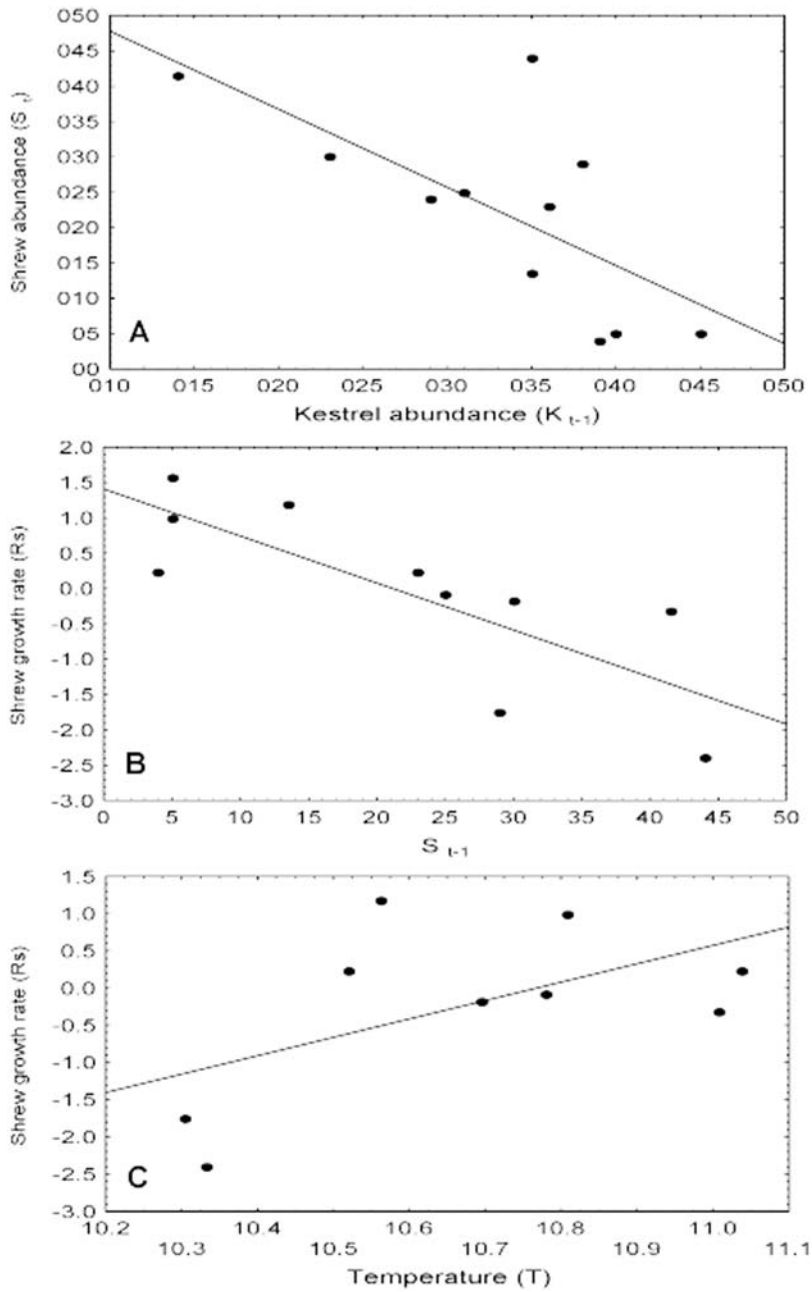 050
045
040
035
030
025
020
015
010
05
00
Shrew abundance (S t)
A
010 015 020 025 030 035 040 045 050
Kestrel abundance (K t-1)
2.0
1.5
1.0
0.5
0.0
-0.5
-1.0
-1.5
-2.0
-2.5
-3.0
Shrew growth rate (Rs)
B
0 5 10 15 20 25 30 35 40 45 50
S t-1
1.5
1.0
0.5
0.0
-0.5
-1.0
-1.5
-2.0
-2.5
-3.0
Shrew growth rate (Rs)
C
10.2 10.4 10.6 10.8 11.0
10.3 10.5 10.7 10.9 11.1
Temperature (T)